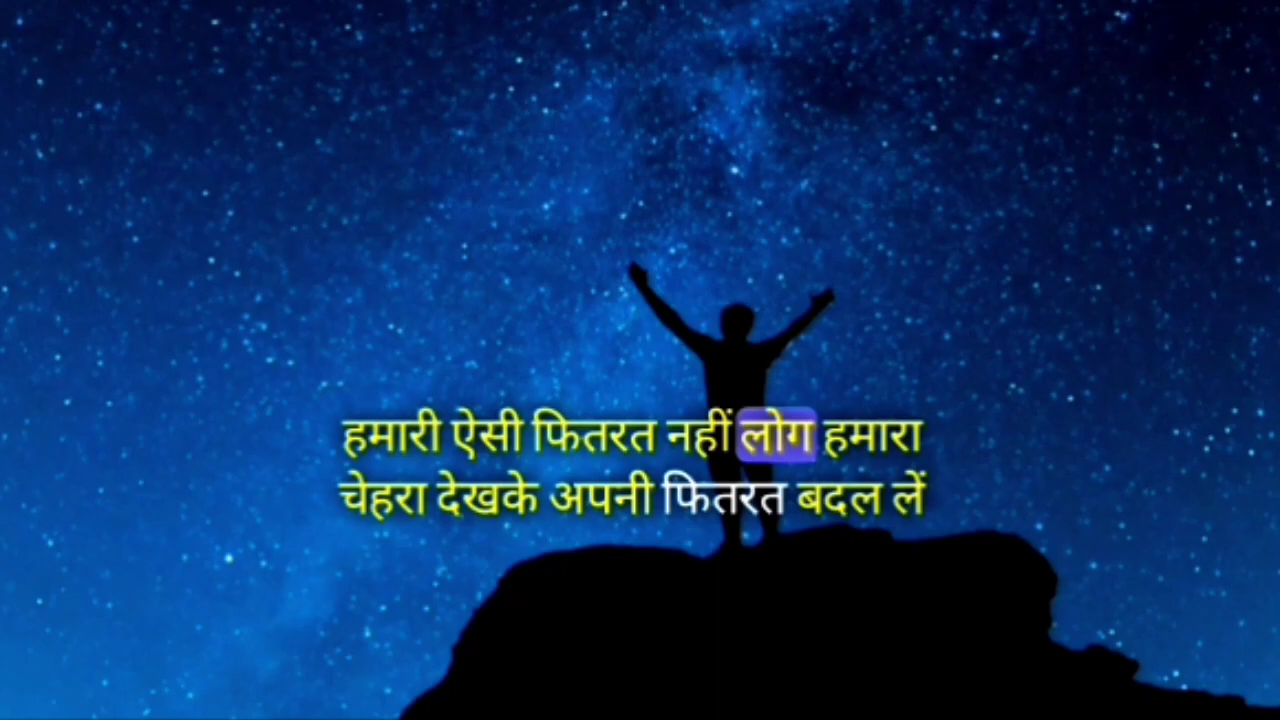 हमारी ऐसी फितरत नहीं लोग हमारा
चेहरा देखके अपनी फितरत बदल लें